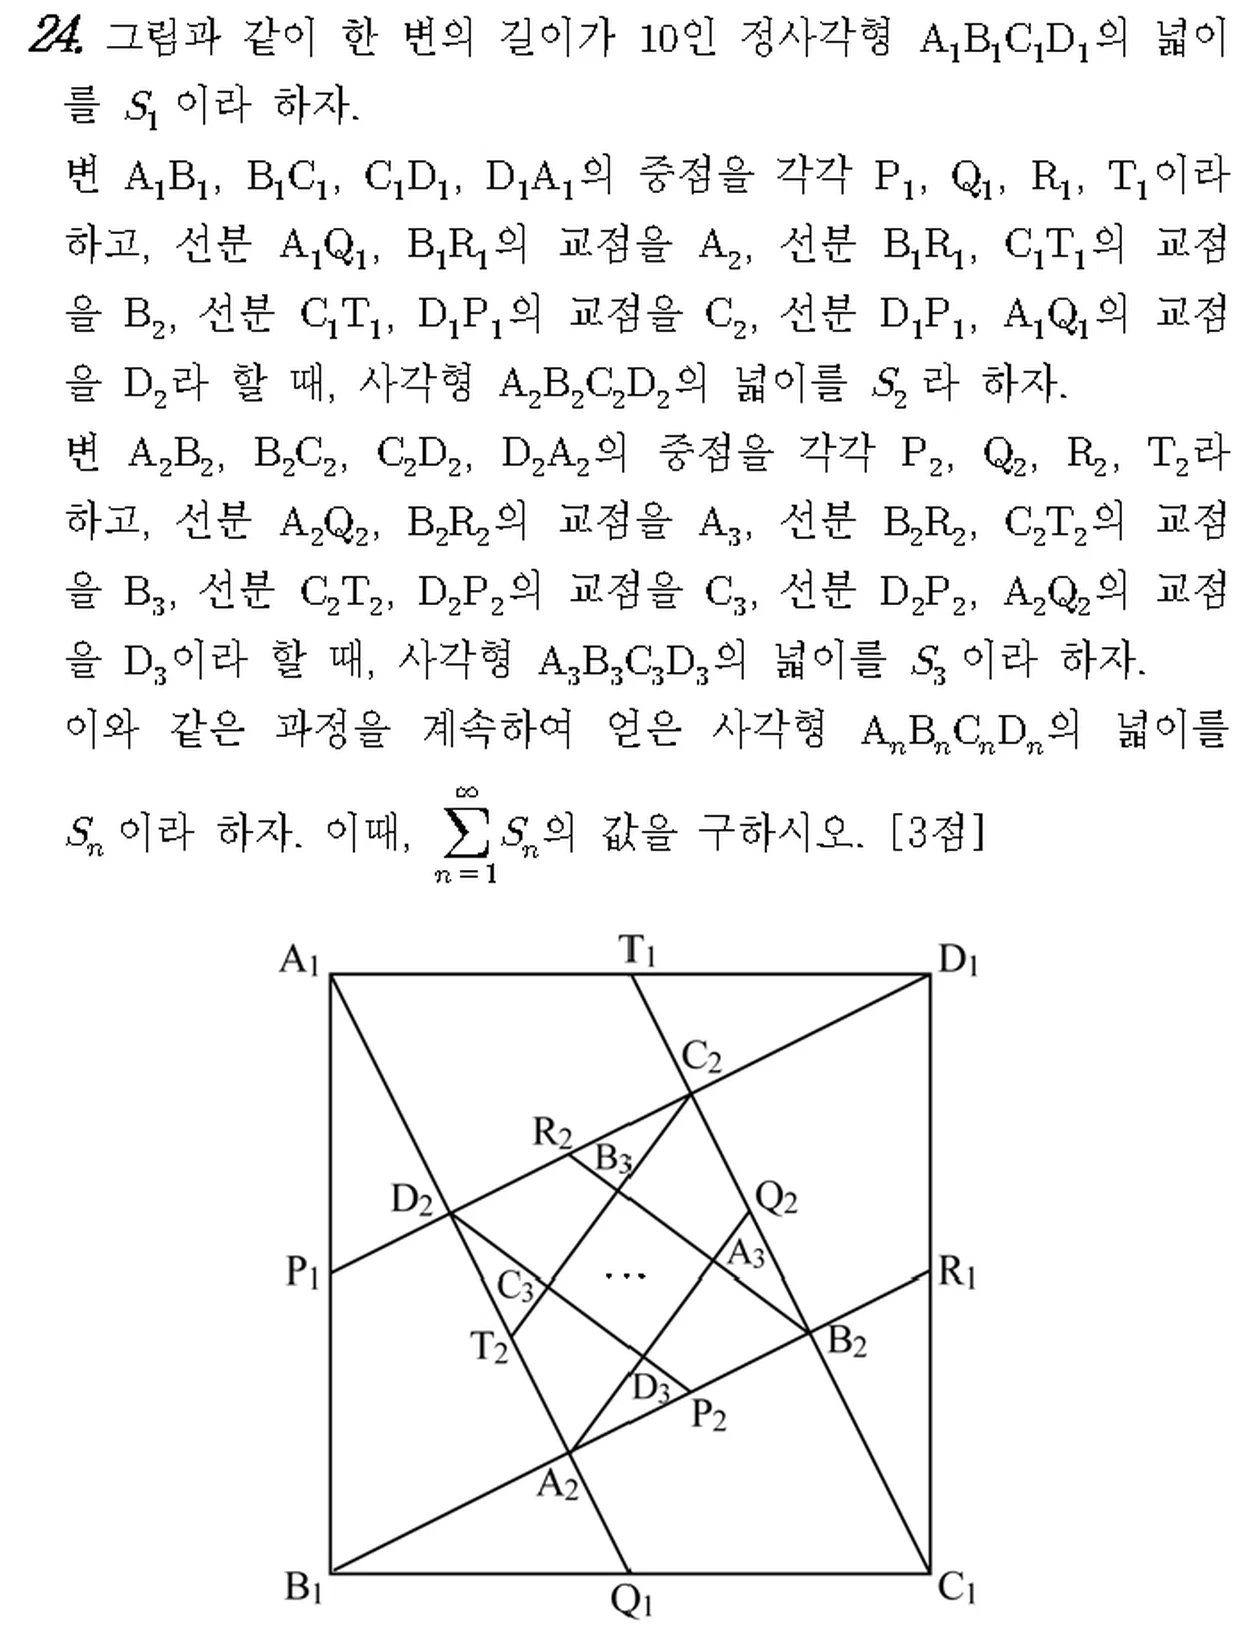 24. 그림과 같이 한 변의 길이가 10인 정사각형 A₁B₁C₁D₁의 넓이
를 S₁ 이라 하자.
변 A₁B₁, B₁C₁, C₁D₁, D₁A₁의 중점을 각각 P₁, Q₁, R₁, T₁이라
하고, 선분 A₁Q₁, B₁R₁의 교점을 A₂, 선분 B₁R₁, C₁T₁의 교점
을 B₂, 선분 C₁T₁, D₁P₁의 교점을 C₂, 선분 D₁P₁, A₁Q₁의 교점
을 D₂라 할 때, 사각형 A₂B₂C₂D₂의 넓이를 S₂ 라 하자.
변 A₂B₂, B₂C₂, C₂D₂, D₂A₂의 중점을 각각 P₂, Q₂, R₂, T₂라
하고, 선분 A₂Q₂, B₂R₂의 교점을 A₃, 선분 B₂R₂, C₂T₂의 교점
을 B₃, 선분 C₂T₂, D₂P₂의 교점을 C₃, 선분 D₂P₂, A₂Q₂의 교점
을 D₃이라 할 때, 사각형 A₃B₃C₃D₃의 넓이를 S₃ 이라 하자.
이와 같은 과정을 계속하여 얻은 사각형 AₙBₙCₙDₙ의 넓이를
Sₙ 이라 하자. 이때, ∑_{n=1}^{∞} Sₙ의 값을 구하시오. [3점]
A₁ T₁ D₁
C₂
R₂ B₃
D₂ Q₂
P₁ C₃ … A₃ R₁
T₂ B₂
D₃ P₂
A₂
B₁ Q₁ C₁